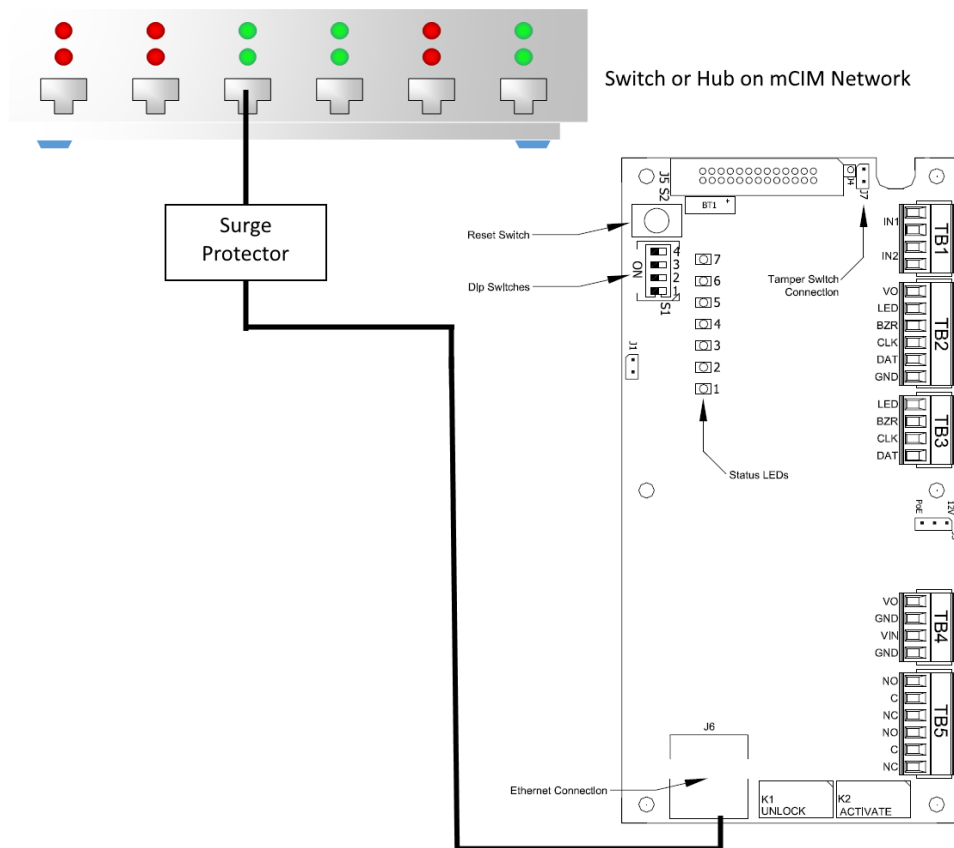 Switch or Hub on mCIM Network
Surge
Protector
J5 S2
BT1 +
J4
J7
Reset Switch
Dip Switches
ON
4
3
2
1
S1
7
6
5
4
3
2
1
J1
Status LEDs
Tamper Switch
Connection
IN1
IN2
TB1
VO
LED
BZR
CLK
DAT
GND
TB2
LED
BZR
CLK
DAT
TB3
PoE
12V
VO
GND
VIN
GND
TB4
NO
C
NC
NO
C
NC
TB5
J6
Ethernet Connection
K1
UNLOCK
K2
ACTIVATE